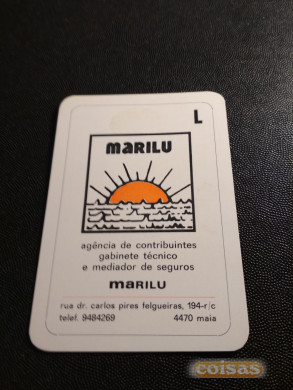 L
MARILU
agência de contribuintes
gabinete técnico
e mediador de seguros
MARILU
rua dr. carlos pires felgueiras, 194-r/c
telef. 9484269 4470 maia
coisas